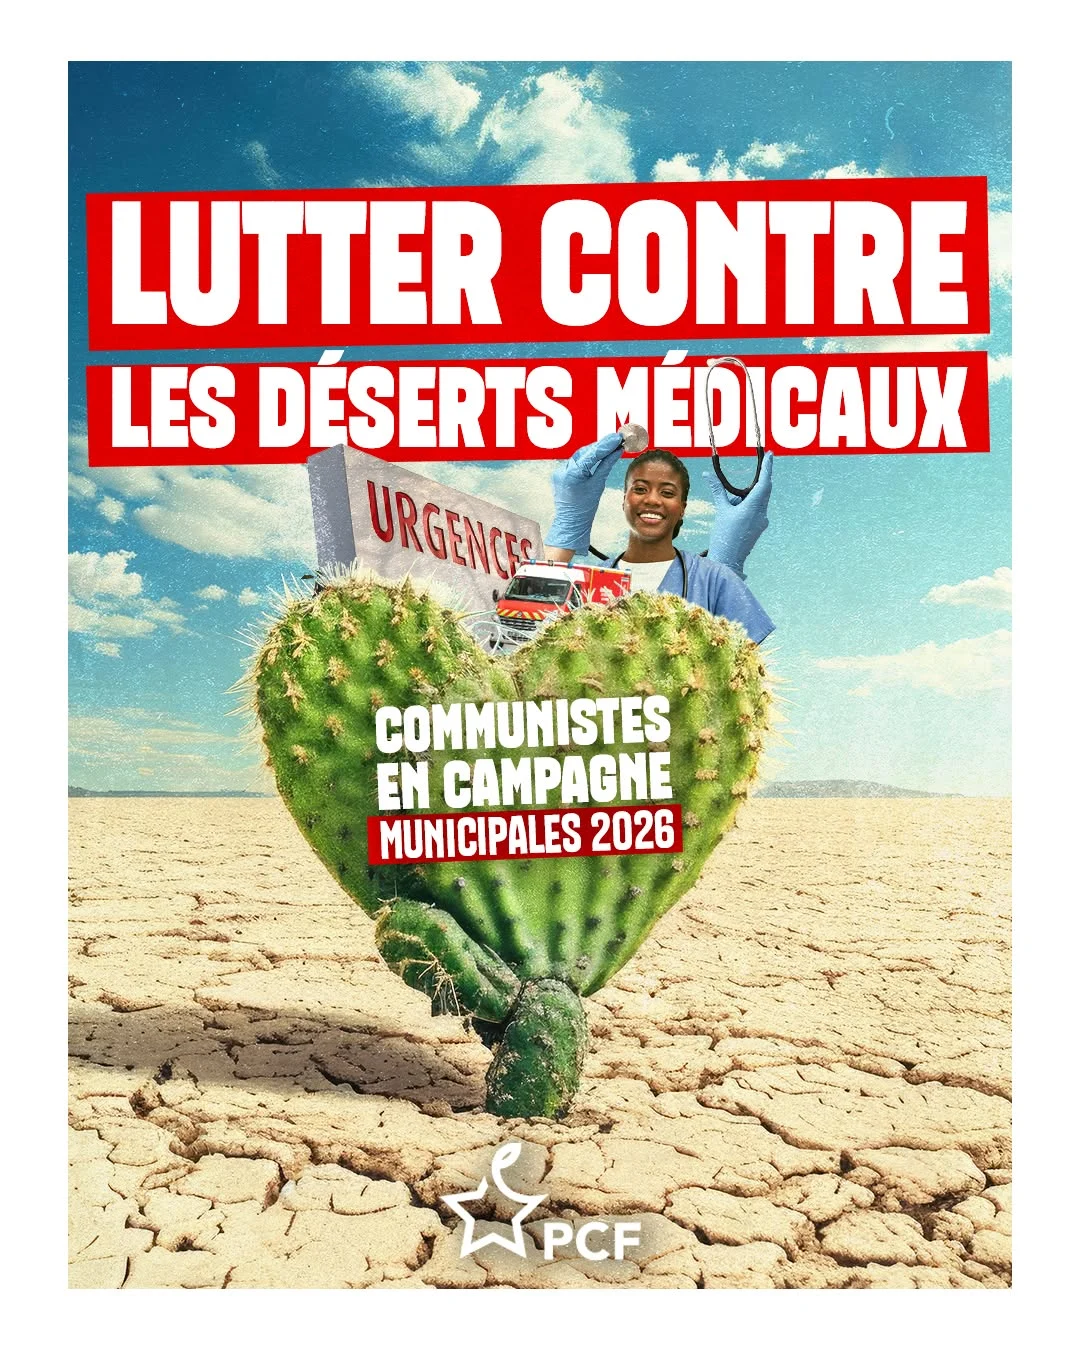 LUTTER CONTRE
LES DÉSERTS MÉDICAUX
URGENCES
COMMUNISTES
EN CAMPAGNE
MUNICIPALES 2026
PCF